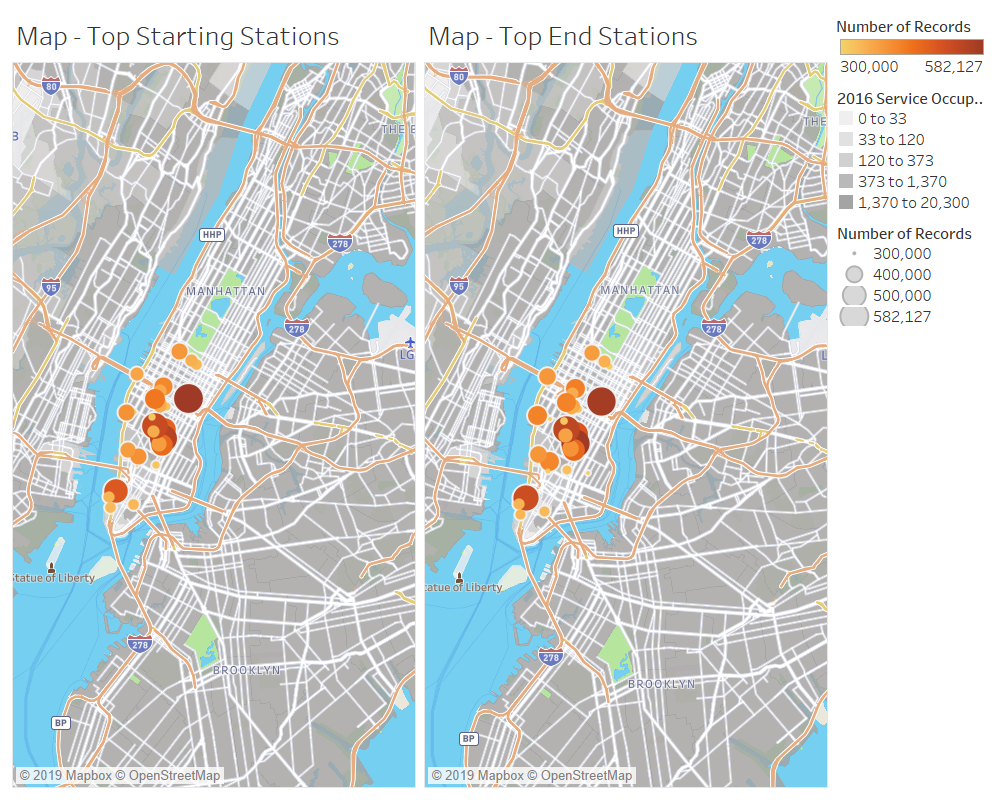 Map - Top Starting Stations
80
B
THE B
HHP
278
95
MANHATTAN
278
LG
Statue of Liberty
278
BROOKLYN
BP
© 2019 Mapbox © OpenStreetMap
Map - Top End Stations
80
THE
HHP
278
95
MANHATTAN
278
L
tatue of Liberty
278
BROOKLYN
BP
© 2019 Mapbox © OpenStreetMap
Number of Records
300,000 582,127
2016 Service Occup..
0 to 33
33 to 120
120 to 373
373 to 1,370
1,370 to 20,300
Number of Records
300,000
400,000
500,000
582,127